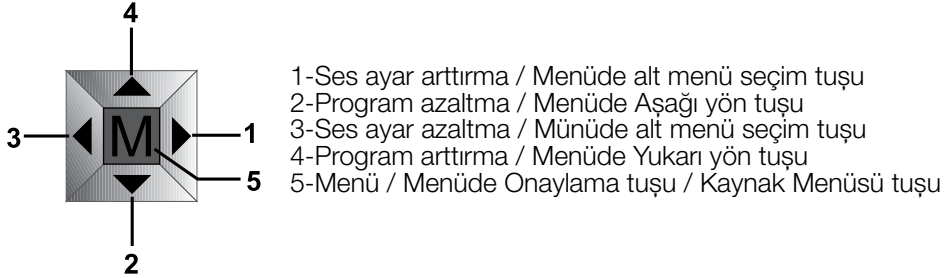 4
1-Ses ayar arttırma / Menüde alt menü seçim tuşu
2-Program azaltma / Menüde Aşağı yön tuşu
3-Ses ayar azaltma / Münüde alt menü seçim tuşu
4-Program arttırma / Menüde Yukarı yön tuşu
5-Menü / Menüde Onaylama tuşu / Kaynak Menüsü tuşu
3 M 1
5
2